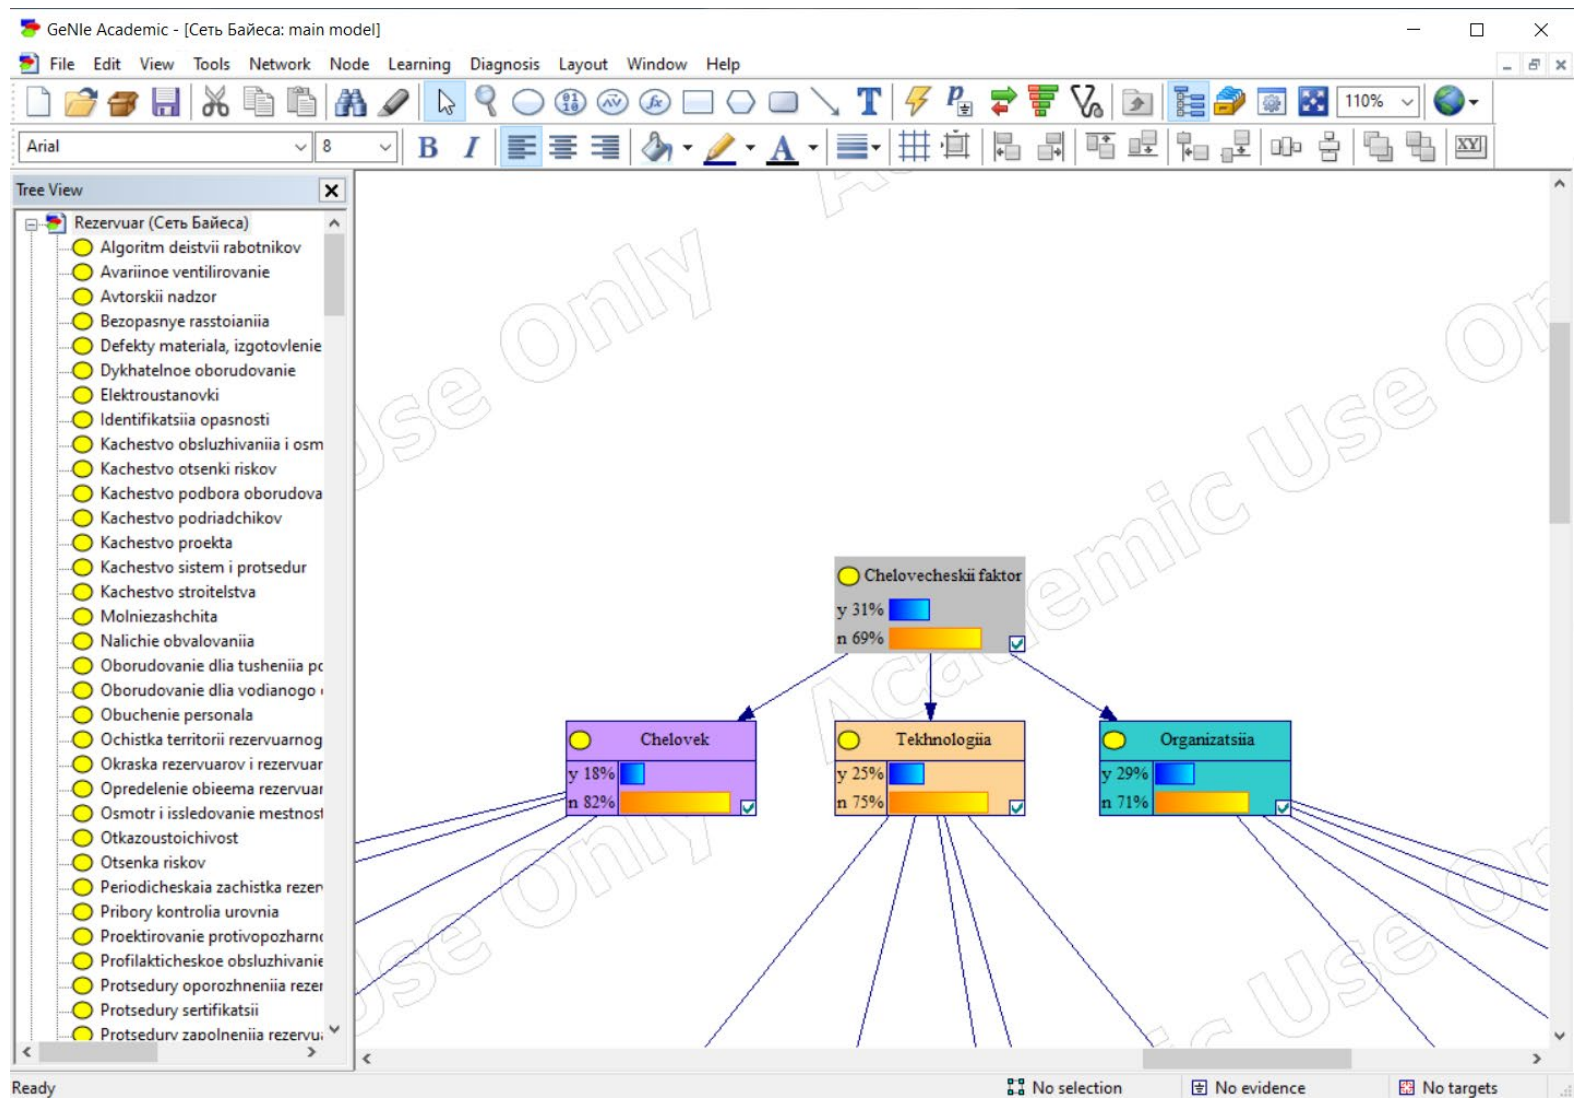 GeNIe Academic - [Сеть Байеса: main model]
File Edit View Tools Network Node Learning Diagnosis Layout Window Help
110%
Arial 8
Tree View
Rezervuar (Сеть Байеса)
Algoritm deistvii rabotnikov
Avariinoe ventilirovanie
Avtorskii nadzor
Bezopasnye rasstoianiia
Defekty materiala, izgotovlenie
Dykhatelnoe oborudovanie
Elektroustanovki
Identifikatsiia opasnosti
Kachestvo obsluzhivaniia i osm
Kachestvo otsenki riskov
Kachestvo podbora oborudova
Kachestvo podriadchikov
Kachestvo proekta
Kachestvo sistem i protsedur
Kachestvo stroitelstva
Molniezashchita
Nalichie obvalovaniia
Oborudovanie dlia tusheniia po
Oborudovanie dlia vodianogo
Obuchenie personala
Ochistka territorii rezervuarnog
Okraska rezervuarov i rezervuar
Opredelenie obieema rezervuar
Osmotr i issledovanie mestnost
Otkazoustoichivost
Otsenka riskov
Periodicheskaia zachistka rezerv
Pribory kontrolia urovnia
Proektirovanie protivopozharno
Profilakticheskoe obsluzhivanie
Protsedury oporozhneniia rezer
Protsedury sertifikatsii
Protsedury zapolneniia rezervua
Chelovecheskii faktor
y 31%
n 69%
Chelovek
y 18%
n 82%
Tekhnologiia
y 25%
n 75%
Organizatsiia
y 29%
n 71%
Academic Use Only
Ready
No selection
No evidence
No targets